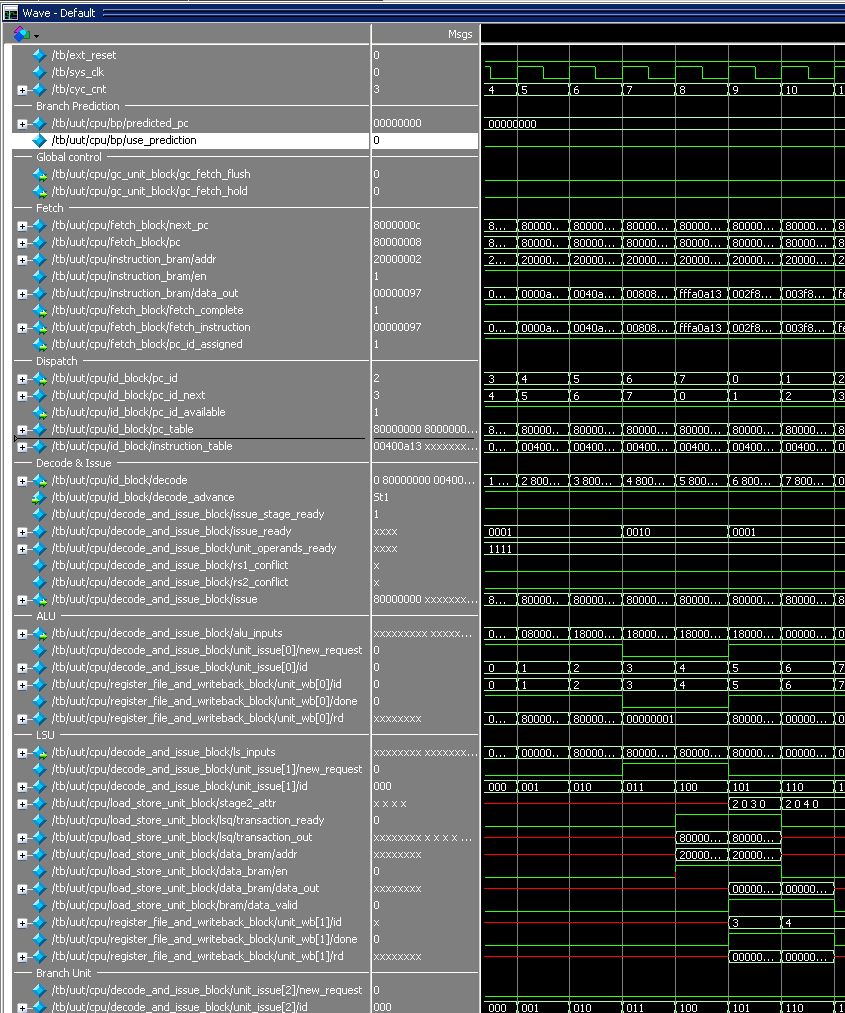 Wave - Default
Msgs
/tb/ext_reset 0
/tb/sys_clk 0
/tb/cyc_cnt 3 4 5 6 7 8 9 10 1
Branch Prediction
/tb/uut/cpu/bp/predicted_pc 00000000 00000000
/tb/uut/cpu/bp/use_prediction 0
Global control
/tb/uut/cpu/gc_unit_block/gc_fetch_flush 0
/tb/uut/cpu/gc_unit_block/gc_fetch_hold 0
Fetch
/tb/uut/cpu/fetch_block/next_pc 8000000c 8... 80000... 80000... 80000... 80000... 80000... 80000... 8
/tb/uut/cpu/fetch_block/pc 80000008 8... 80000... 80000... 80000... 80000... 80000... 80000... 8
/tb/uut/cpu/instruction_bram/addr 20000002 2... 20000... 20000... 20000... 20000... 20000... 20000... 2
/tb/uut/cpu/instruction_bram/en 1
/tb/uut/cpu/instruction_bram/data_out 00000097 0... 0000a... 0040a... 00808... fffa0a13 002f8... 003f8... fe
/tb/uut/cpu/fetch_block/fetch_complete 1
/tb/uut/cpu/fetch_block/fetch_instruction 00000097 0... 0000a... 0040a... 00808... fffa0a13 002f8... 003f8... fe
/tb/uut/cpu/fetch_block/pc_id_assigned 1
Dispatch
/tb/uut/cpu/id_block/pc_id 2 3 4 5 6 7 0 1 2
/tb/uut/cpu/id_block/pc_id_next 3 4 5 6 7 0 1 2 3
/tb/uut/cpu/id_block/pc_id_available 1
/tb/uut/cpu/id_block/pc_table 80000000 8000000... 8... 80000... 80000... 80000... 80000... 80000... 80000... 8
/tb/uut/cpu/id_block/instruction_table 00400a13 xxxxxxx... 0... 00400... 00400... 00400... 00400... 00400... 00400... 0
Decode & Issue
/tb/uut/cpu/id_block/decode 0 80000000 00400... 1 ... 2 800... 3 800... 4 800... 5 800... 6 800... 7 800... 0
/tb/uut/cpu/id_block/decode_advance St1
/tb/uut/cpu/decode_and_issue_block/issue_stage_ready 1
/tb/uut/cpu/decode_and_issue_block/issue_ready xxxx 0001 0010 0001
/tb/uut/cpu/decode_and_issue_block/unit_operands_ready xxxx 1111
/tb/uut/cpu/decode_and_issue_block/rs1_conflict x
/tb/uut/cpu/decode_and_issue_block/rs2_conflict x
/tb/uut/cpu/decode_and_issue_block/issue 80000000 xxxxxxx... 8... 80000... 80000... 80000... 80000... 80000... 80000... 8
ALU
/tb/uut/cpu/decode_and_issue_block/alu_inputs xxxxxxxxx xxxxx... 0... 08000... 18000... 18000... 18000... 18000... 00000... 0
/tb/uut/cpu/decode_and_issue_block/unit_issue[0]/new_request 0
/tb/uut/cpu/decode_and_issue_block/unit_issue[0]/id 0 0 1 2 3 4 5 6 7
/tb/uut/cpu/register_file_and_writeback_block/unit_wb[0]/id 0 0 1 2 3 4 5 6 7
/tb/uut/cpu/register_file_and_writeback_block/unit_wb[0]/done 0
/tb/uut/cpu/register_file_and_writeback_block/unit_wb[0]/rd xxxxxxxx 0... 80000... 80000... 00000001 80000... 00000... 0
LSU
/tb/uut/cpu/decode_and_issue_block/ls_inputs xxxxxxxx xxxxxxx... 0... 00000... 80000... 80000... 80000... 80000... 00000... 0
/tb/uut/cpu/decode_and_issue_block/unit_issue[1]/new_request 0
/tb/uut/cpu/decode_and_issue_block/unit_issue[1]/id 000 000 001 010 011 100 101 110 1
/tb/uut/cpu/load_store_unit_block/stage2_attr x x x x 2 0 3 0 2 0 4 0
/tb/uut/cpu/load_store_unit_block/lsq/transaction_ready 0
/tb/uut/cpu/load_store_unit_block/lsq/transaction_out xxxxxxxx x x x x ... 80000... 80000...
/tb/uut/cpu/load_store_unit_block/data_bram/addr xxxxxxxx 20000... 20000...
/tb/uut/cpu/load_store_unit_block/data_bram/en 0
/tb/uut/cpu/load_store_unit_block/data_bram/data_out xxxxxxxx 00000... 00000...
/tb/uut/cpu/load_store_unit_block/bram/data_valid 0
/tb/uut/cpu/register_file_and_writeback_block/unit_wb[1]/id x 3 4
/tb/uut/cpu/register_file_and_writeback_block/unit_wb[1]/done 0
/tb/uut/cpu/register_file_and_writeback_block/unit_wb[1]/rd xxxxxxxx 00000... 00000...
Branch Unit
/tb/uut/cpu/decode_and_issue_block/unit_issue[2]/new_request 0
/tb/uut/cpu/decode_and_issue_block/unit_issue[2]/id 000 000 001 010 011 100 101 110 1